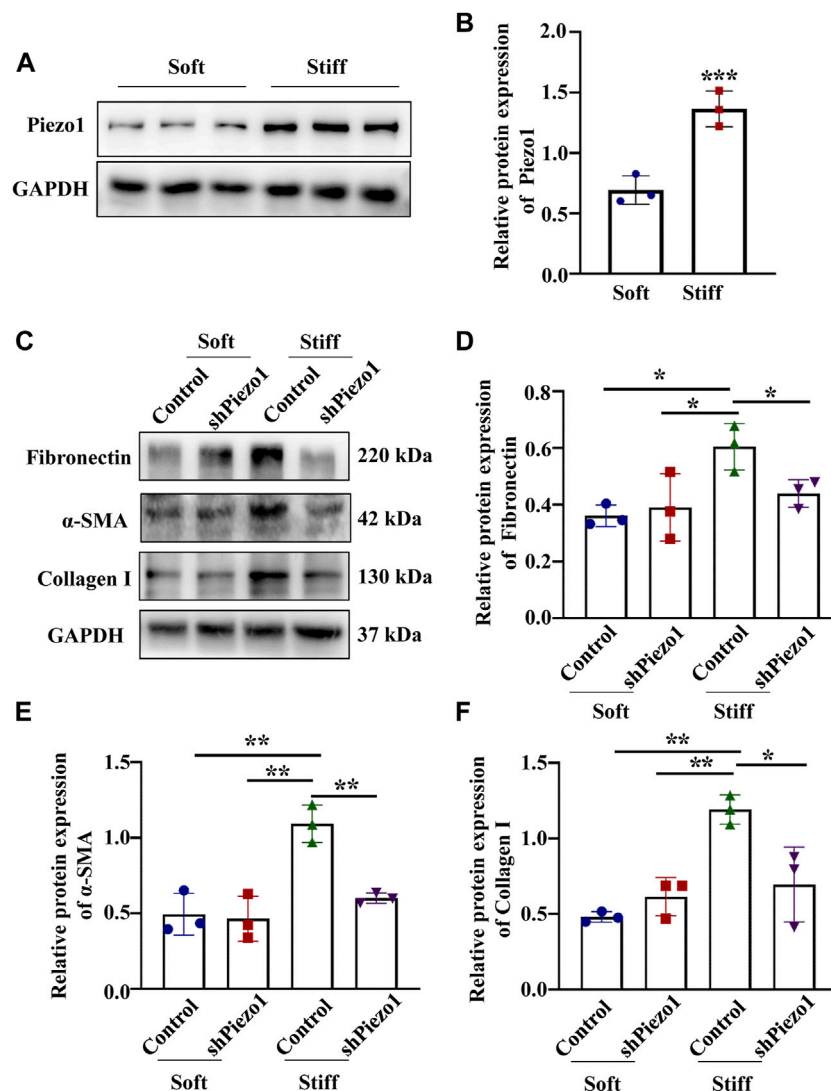 A
Soft Stiff
Piezo1
GAPDH
B
Relative protein expression
of Piezo1
2.0
1.5
1.0
0.5
0.0
***
Soft Stiff
C
Soft Stiff
Control shPiezo1 Control shPiezo1
Fibronectin 220 kDa
α-SMA 42 kDa
Collagen I 130 kDa
GAPDH 37 kDa
D
Relative protein expression
of Fibronectin
0.8
0.6
0.4
0.2
0.0
* * *
Control shPiezo1 Control shPiezo1
Soft Stiff
E
Relative protein expression
of α-SMA
1.5
1.0
0.5
0.0
** ** **
Control shPiezo1 Control shPiezo1
Soft Stiff
F
Relative protein expression
of Collagen I
1.5
1.0
0.5
0.0
** ** *
Control shPiezo1 Control shPiezo1
Soft Stiff